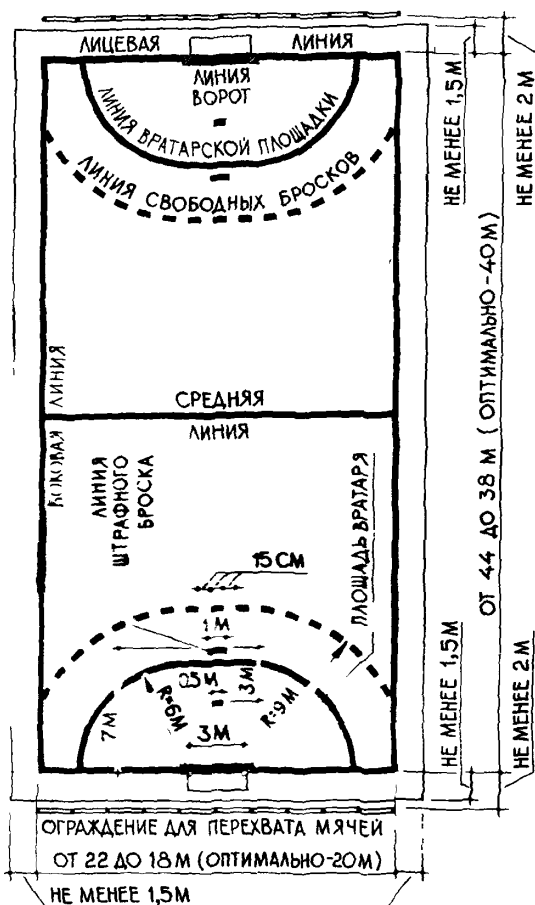 ЛИЦЕВАЯ ЛИНИЯ
ЛИНИЯ
ВОРОТ
ЛИНИЯ ВРАТАРСКОЙ ПЛОЩАДКИ
ЛИНИЯ СВОБОДНЫХ БРОСКОВ
НЕ МЕНЕЕ 1,5 М
НЕ МЕНЕЕ 2 М
ОТ 44 ДО 38 М (ОПТИМАЛЬНО-40М)
БОКОВАЯ ЛИНИЯ
СРЕДНЯЯ
ЛИНИЯ
ЛИНИЯ
ШТРАФНОГО
БРОСКА
ПЛОЩАДЬ ВРАТАРЯ
15 СМ
1 М
0,5М
3М
R=6М
R=9М
7М
3М
НЕ МЕНЕЕ 1,5М
НЕ МЕНЕЕ 2М
ОГРАЖДЕНИЕ ДЛЯ ПЕРЕХВАТА МЯЧЕЙ
ОТ 22 ДО 18М (ОПТИМАЛЬНО-20М)
НЕ МЕНЕЕ 1,5М